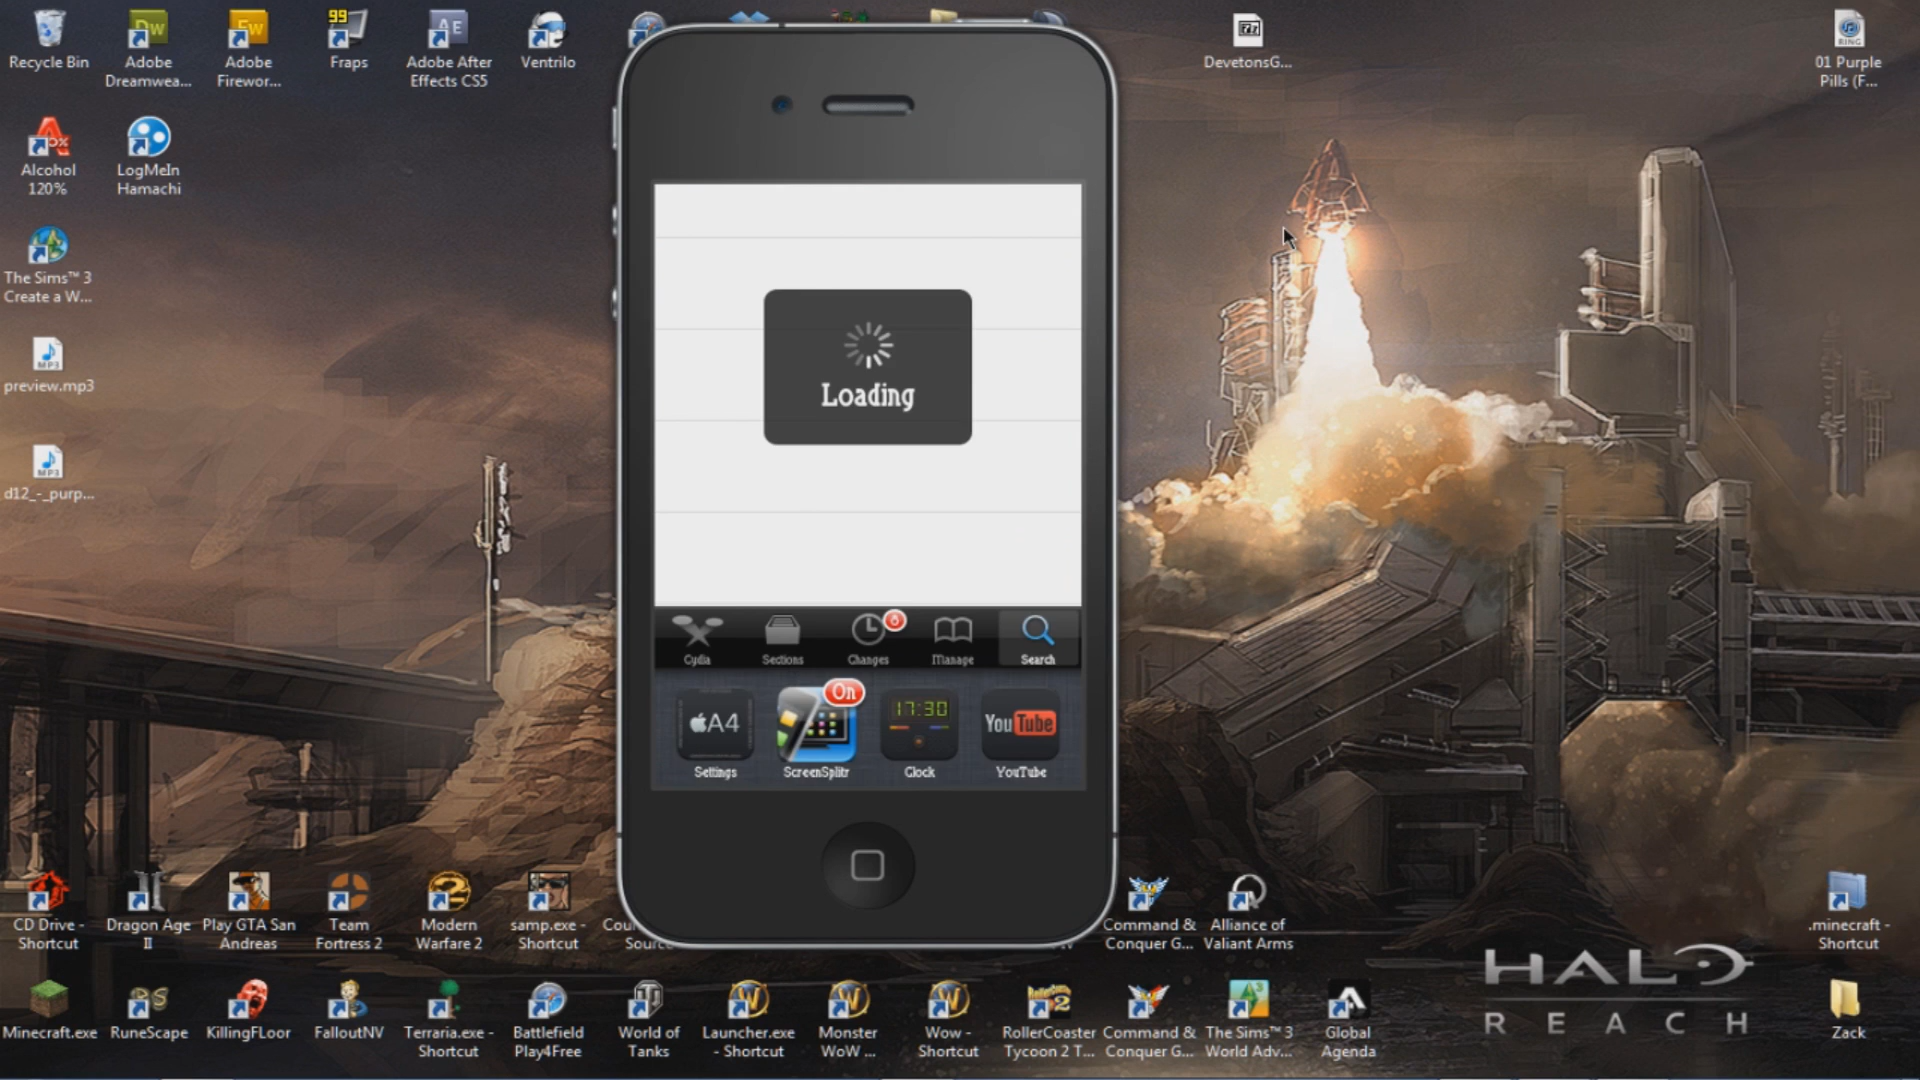 Recycle Bin
Adobe
Dreamwea...
Adobe
Firewor...
99
Fraps
Adobe After
Effects CS5
Ventrilo
DevetonsG...
01 Purple
Pills (F...
Alcohol
120%
LogMeIn
Hamachi
The Sims™ 3
Create a W...
preview.mp3
d12_-_purp...
Loading
Cydia
Sections
Changes
Manage
Search
A4
On
17:30
YouTube
Settings
ScreenSplitr
Clock
YouTube
CD Drive -
Shortcut
Dragon Age
II
Play GTA San
Andreas
Team
Fortress 2
Modern
Warfare 2
samp.exe -
Shortcut
Command &
Conquer G...
Alliance of
Valiant Arms
.minecraft -
Shortcut
HALO
REACH
Minecraft.exe
RuneScape
KillingFLoor
FalloutNV
Terraria.exe -
Shortcut
Battlefield
Play4Free
World of
Tanks
Launcher.exe
- Shortcut
Monster
WoW ...
Wow -
Shortcut
RollerCoaster
Tycoon 2 T...
Command &
Conquer G...
The Sims™ 3
World Adv...
Global
Agenda
Zack